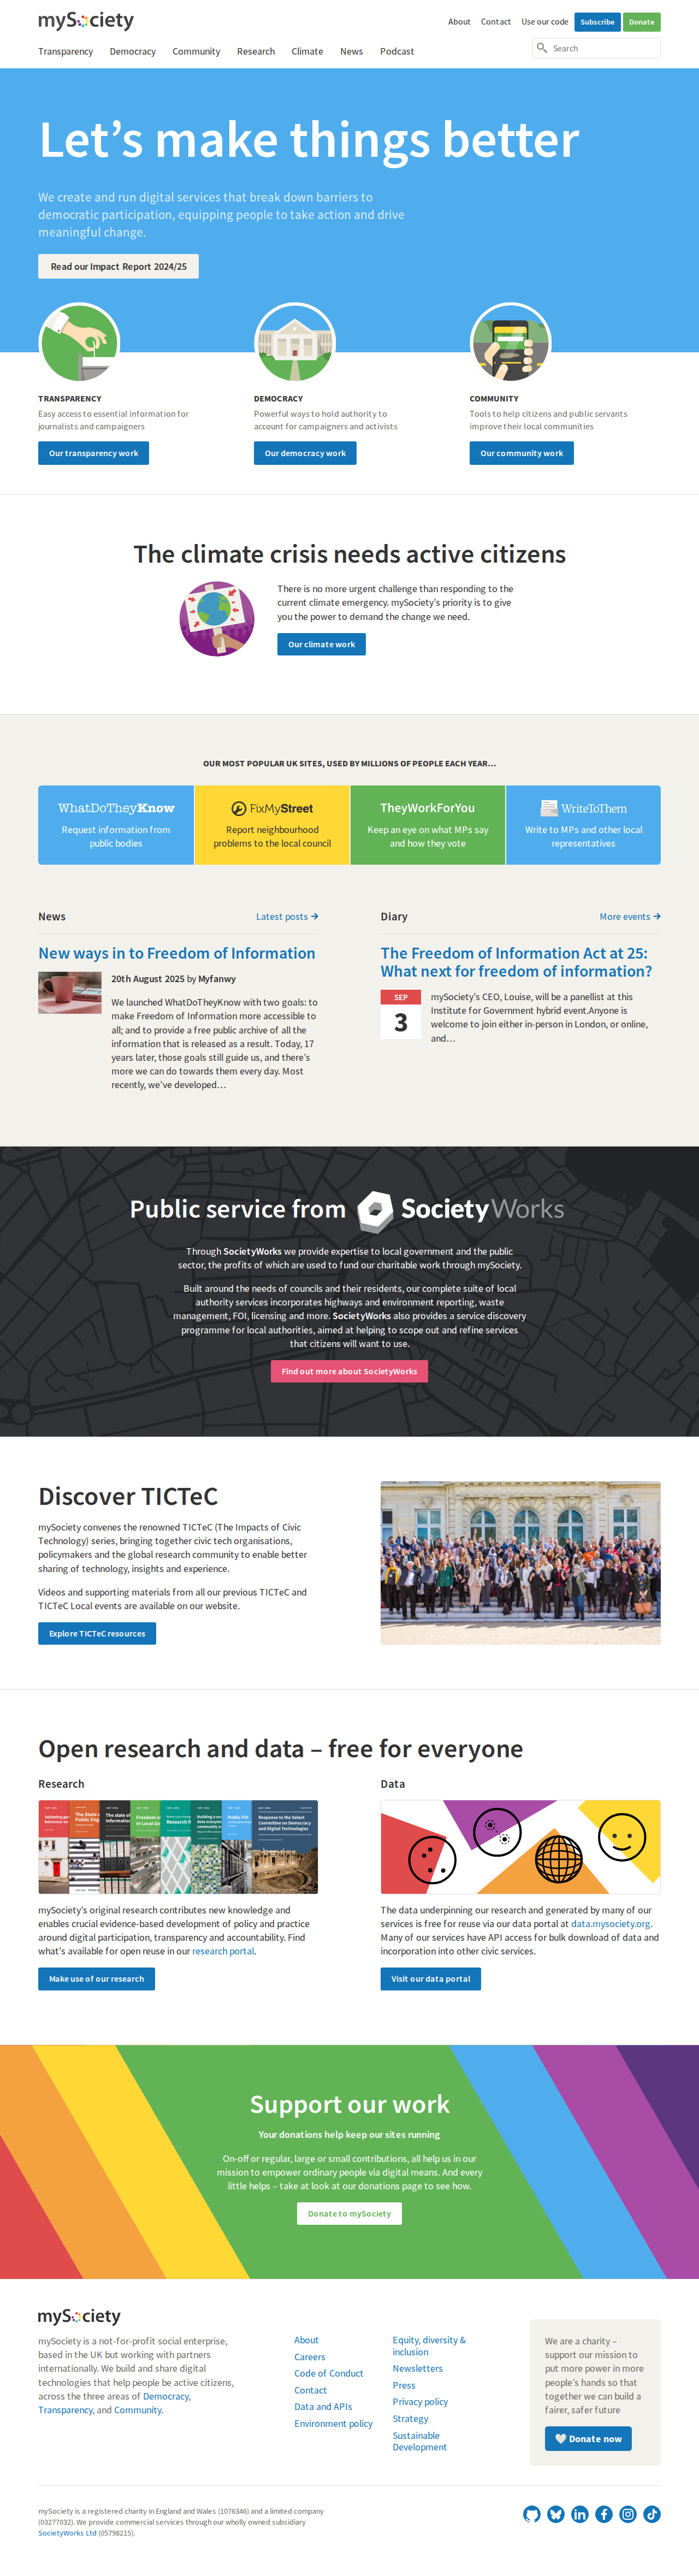 mySociety
About
Contact
Use our code
Subscribe
Donate
Transparency
Democracy
Community
Research
Climate
News
Podcast
Search
Let’s make things better
We create and run digital services that break down barriers to
democratic participation, equipping people to take action and drive
meaningful change.
Read our Impact Report 2024/25
TRANSPARENCY
Easy access to essential information for
journalists and campaigners
Our transparency work
DEMOCRACY
Powerful ways to hold authority to
account for campaigners and activists
Our democracy work
COMMUNITY
Tools to help citizens and public servants
improve their local communities
Our community work
The climate crisis needs active citizens
There is no more urgent challenge than responding to the
current climate emergency. mySociety’s priority is to give
you the power to demand the change we need.
Our climate work
OUR MOST POPULAR UK SITES, USED BY MILLIONS OF PEOPLE EACH YEAR…
WhatDoTheyKnow
Request information from
public bodies
FixMyStreet
Report neighbourhood
problems to the local council
TheyWorkForYou
Keep an eye on what MPs say
and how they vote
WriteToThem
Write to MPs and other local
representatives
News
Latest posts →
New ways in to Freedom of Information
20th August 2025 by Myfanwy
We launched WhatDoTheyKnow with two goals: to
make Freedom of Information more accessible to
all; and to provide a free public archive of all the
information that is released as a result. Today, 17
years later, those goals still guide us, and there’s
more we can do towards them every day. Most
recently, we’ve developed…
Diary
More events →
The Freedom of Information Act at 25:
What next for freedom of information?
SEP
3
mySociety's CEO, Louise, will be a panellist at this
Institute for Government hybrid event.Anyone is
welcome to join either in-person in London, or online,
and…
Public service from SocietyWorks
Through SocietyWorks we provide expertise to local government and the public
sector, the profits of which are used to fund our charitable work through mySociety.
Built around the needs of councils and their residents, our complete suite of local
authority services incorporates highways and environment reporting, waste
management, FOI, licensing and more. SocietyWorks also provides a service discovery
programme for local authorities, aimed at helping to scope out and refine services
that citizens will want to use.
Find out more about SocietyWorks
Discover TICTeC
mySociety convenes the renowned TICTeC (The Impacts of Civic
Technology) series, bringing together civic tech organisations,
policymakers and the global research community to enable better
sharing of technology, insights and experience.
Videos and supporting materials from all our previous TICTeC and
TICTeC Local events are available on our website.
Explore TICTeC resources
Open research and data – free for everyone
Research
Response to the Select
Committee on Democracy
and Digital Technologies
mySociety’s original research contributes new knowledge and
enables crucial evidence-based development of policy and practice
around digital participation, transparency and accountability. Find
what’s available for open reuse in our research portal.
Make use of our research
Data
The data underpinning our research and generated by many of our
services is free for reuse via our data portal at data.mysociety.org.
Many of our services have API access for bulk download of data and
incorporation into other civic services.
Visit our data portal
Support our work
Your donations help keep our sites running
On-off or regular, large or small contributions, all help us in our
mission to empower ordinary people via digital means. And every
little helps – take at look at our donations page to see how.
Donate to mySociety
mySociety
mySociety is a not-for-profit social enterprise,
based in the UK but working with partners
internationally. We build and share digital
technologies that help people be active citizens,
across the three areas of Democracy,
Transparency, and Community.
About
Careers
Code of Conduct
Contact
Data and APIs
Environment policy
Equity, diversity &
inclusion
Newsletters
Press
Privacy policy
Strategy
Sustainable
Development
We are a charity –
support our mission to
put more power in more
people’s hands so that
together we can build a
fairer, safer future
Donate now
mySociety is a registered charity in England and Wales (1076346) and a limited company
(03277032). We provide commercial services through our wholly owned subsidiary
SocietyWorks Ltd (05798215).